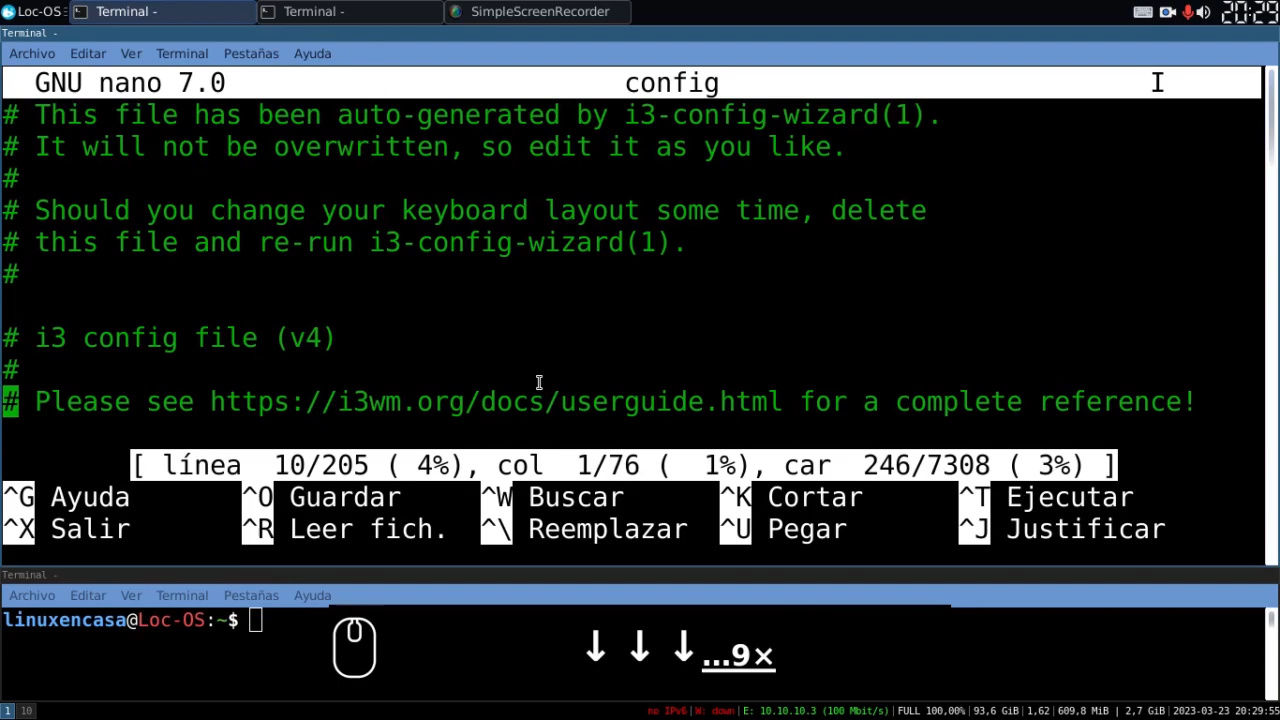 Loc-OS Terminal - Terminal - SimpleScreenRecorder 20:29
Terminal -
Archivo Editar Ver Terminal Pestañas Ayuda
GNU nano 7.0 config
# This file has been auto-generated by i3-config-wizard(1).
# It will not be overwritten, so edit it as you like.
#
# Should you change your keyboard layout some time, delete
# this file and re-run i3-config-wizard(1).
#
# i3 config file (v4)
#
# Please see https://i3wm.org/docs/userguide.html for a complete reference!
[ línea 10/205 ( 4%), col 1/76 ( 1%), car 246/7308 ( 3%) ]
^G Ayuda ^O Guardar ^W Buscar ^K Cortar ^T Ejecutar
^X Salir ^R Leer fich. ^\ Reemplazar ^U Pegar ^J Justificar
Terminal -
Archivo Editar Ver Terminal Pestañas Ayuda
linuxencasa@Loc-OS:~$
↓ ↓ ↓ ...9×
1 10 no IPv6|W: down|E: 10.10.10.3 (100 Mbit/s)|FULL 100,00%|93,6 GiB|1,62|609,8 MiB | 2,7 GiB|2023-03-23 20:29:55